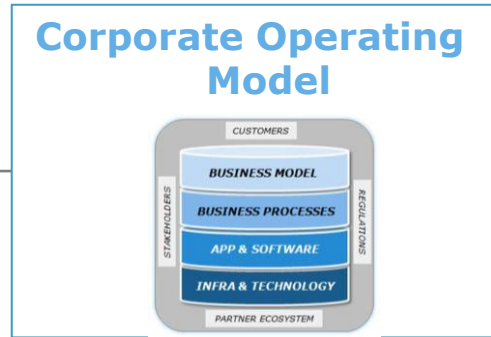 Corporate Operating
Model
CUSTOMERS
STAKEHOLDERS
BUSINESS MODEL
BUSINESS PROCESSES
APP & SOFTWARE
INFRA & TECHNOLOGY
REGULATIONS
PARTNER ECOSYSTEM